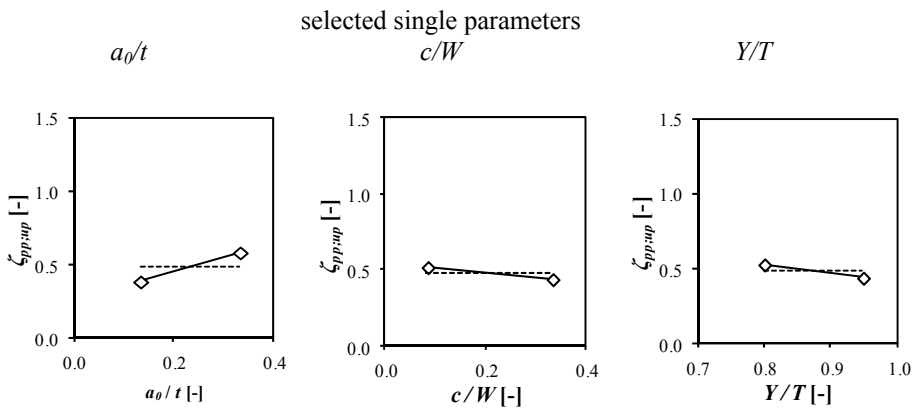 selected single parameters
a₀/t c/W Y/T
1.5 1.5 1.5
1.0 1.0 1.0
0.5 0.5 0.5
0.0 0.0 0.0
ζpp;up [-] ζpp;up [-] ζpp;up [-]
0.0 0.2 0.4 0.0 0.2 0.4 0.7 0.8 0.9 1.0
a₀ / t [-] c / W [-] Y / T [-]